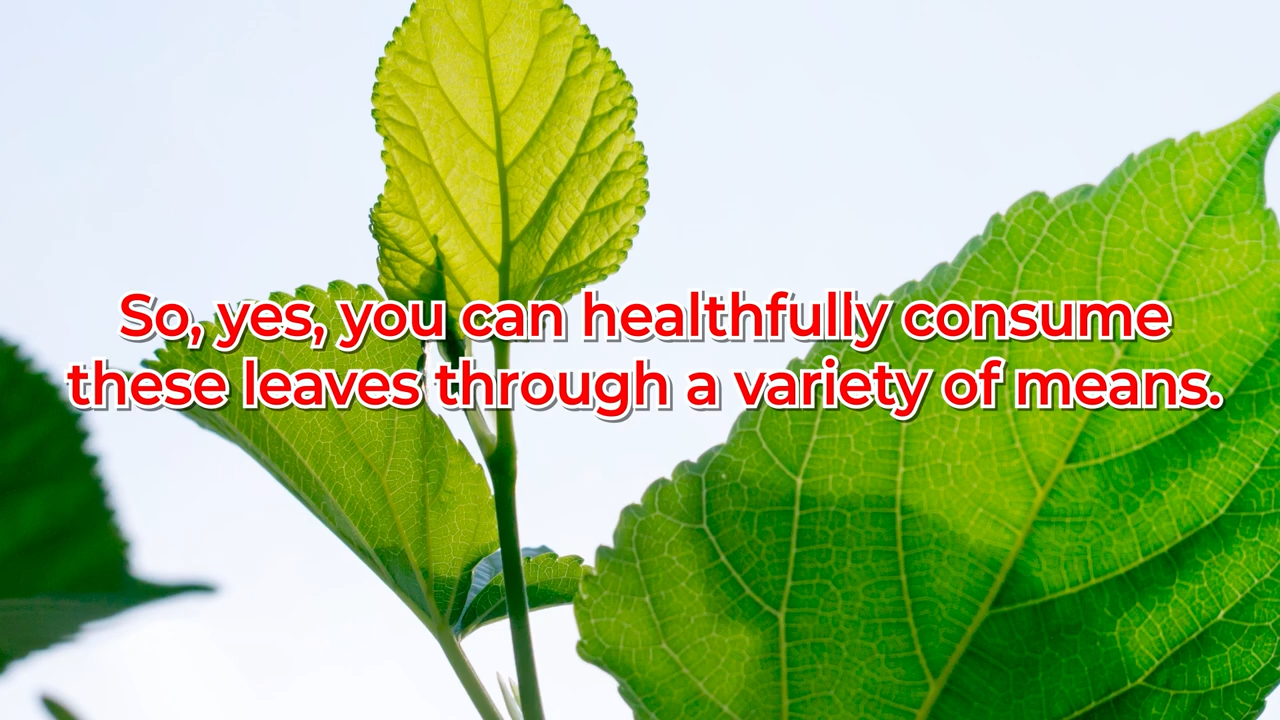 So, yes, you can healthfully consume
these leaves through a variety of means.